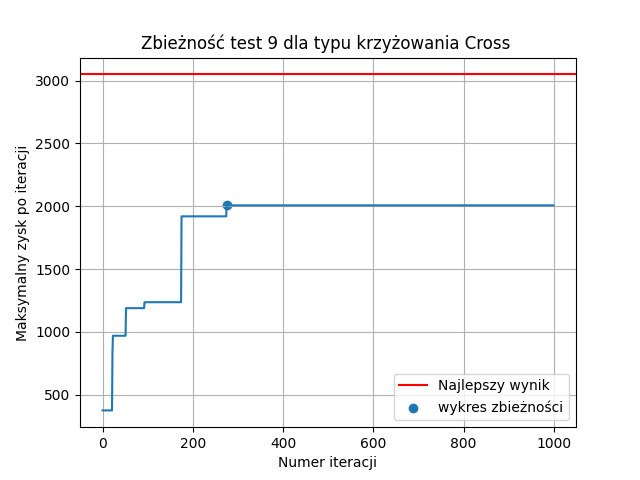 Zbieżność test 9 dla typu krzyżowania Cross
Maksymalny zysk po iteracji
3000
2500
2000
1500
1000
500
0 200 400 600 800 1000
Numer iteracji
Najlepszy wynik
wykres zbieżności